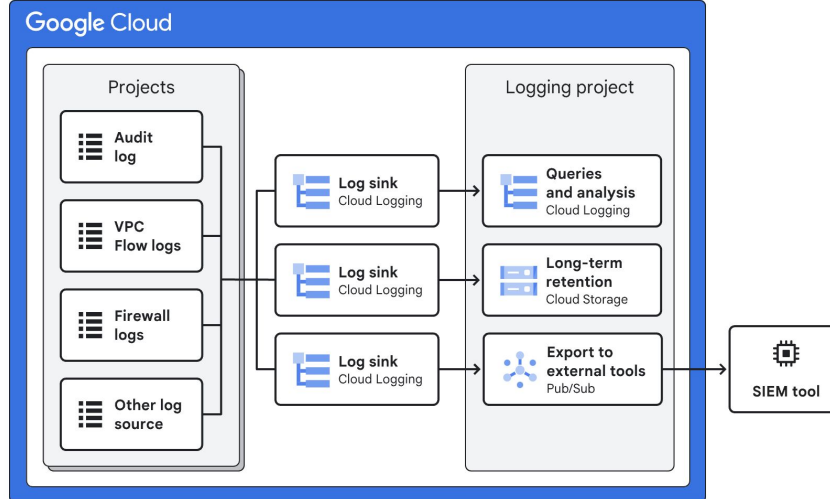 Google Cloud
Projects
Audit
log
VPC
Flow logs
Firewall
logs
Other log
source
Log sink
Cloud Logging
Log sink
Cloud Logging
Log sink
Cloud Logging
Logging project
Queries
and analysis
Cloud Logging
Long-term
retention
Cloud Storage
Export to
external tools
Pub/Sub
SIEM tool